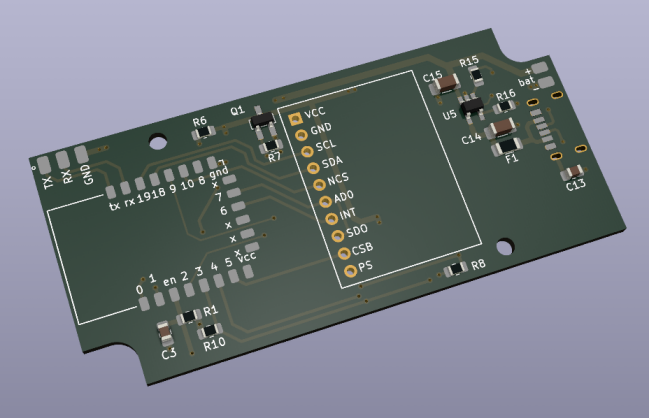 R15
C15
+
bat
-
Q1
R6
VCC
U5
R16
GND
C14
R7
SCL
F1
° TX RX GND
SDA
C13
tx rx 19 18 9 10 8 gnd
NCS
x
7
ADO
6
INT
x
SDO
x
CSB
vcc
PS
0 1 en 2 3 4 5
R8
R1
C3
R10